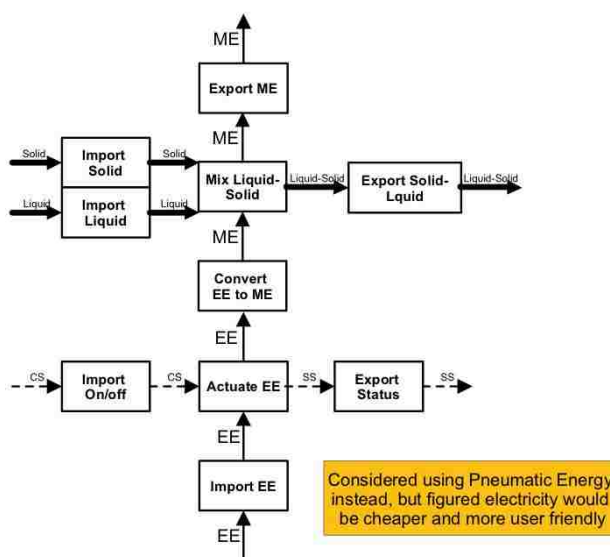 ME
Export ME
ME
Solid
Import
Solid
Solid
Liquid
Import
Liquid
Liquid
Mix Liquid-
Solid
Liquid-Solid
Export Solid-
Lquid
Liquid-Solid
ME
Convert
EE to ME
EE
CS
Import
On/off
CS
Actuate EE
SS
Export
Status
SS
EE
Import EE
EE
Considered using Pneumatic Energy
instead, but figured electricity would
be cheaper and more user friendly